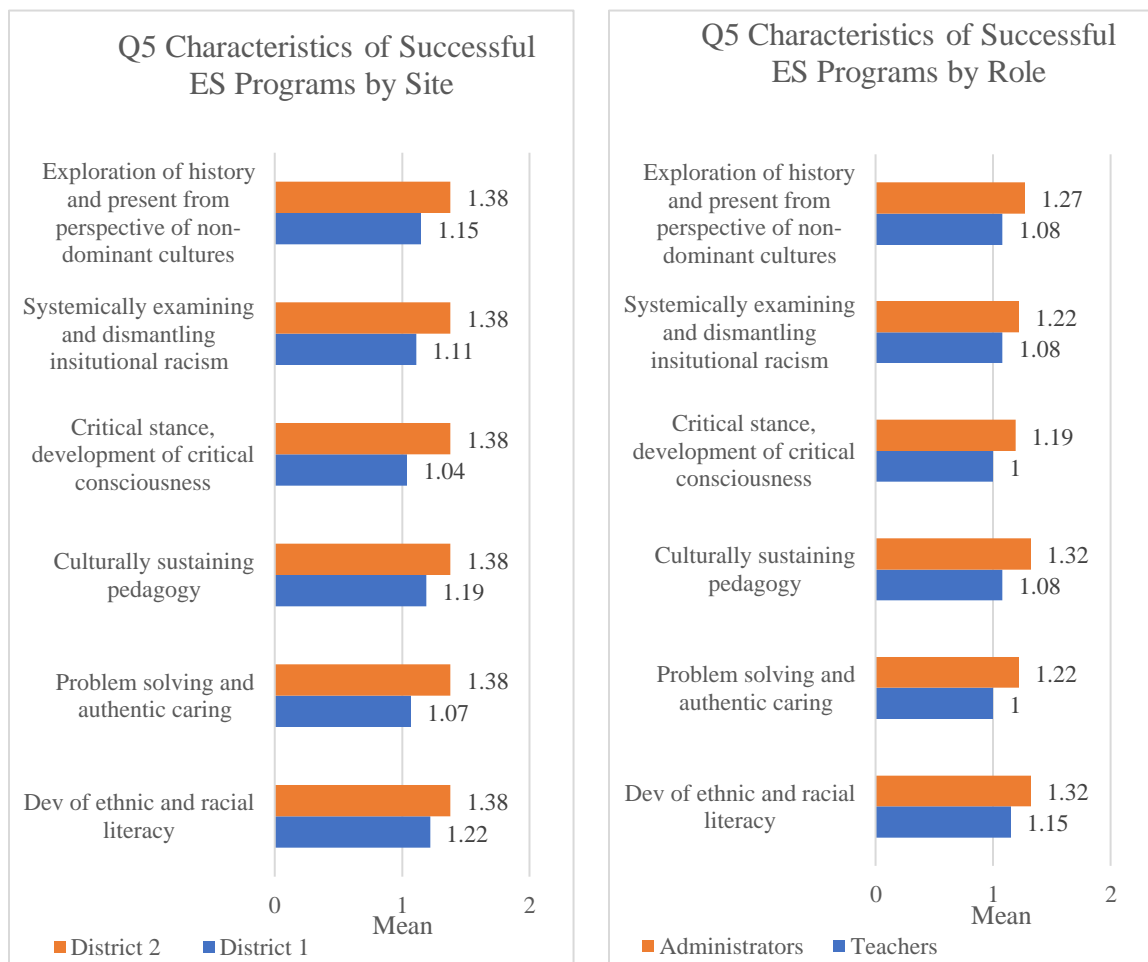 Q5 Characteristics of Successful
ES Programs by Site
Exploration of history
and present from
perspective of non-
dominant cultures
1.38
1.15
Systemically examining
and dismantling
insitutional racism
1.38
1.11
Critical stance,
development of critical
consciousness
1.38
1.04
Culturally sustaining
pedagogy
1.38
1.19
Problem solving and
authentic caring
1.38
1.07
Dev of ethnic and racial
literacy
1.38
1.22
0 1 2
Mean
District 2 District 1
Q5 Characteristics of Successful
ES Programs by Role
Exploration of history
and present from
perspective of non-
dominant cultures
1.27
1.08
Systemically examining
and dismantling
insitutional racism
1.22
1.08
Critical stance,
development of critical
consciousness
1.19
1
Culturally sustaining
pedagogy
1.32
1.08
Problem solving and
authentic caring
1.22
1
Dev of ethnic and racial
literacy
1.32
1.15
0 1 2
Mean
Administrators Teachers